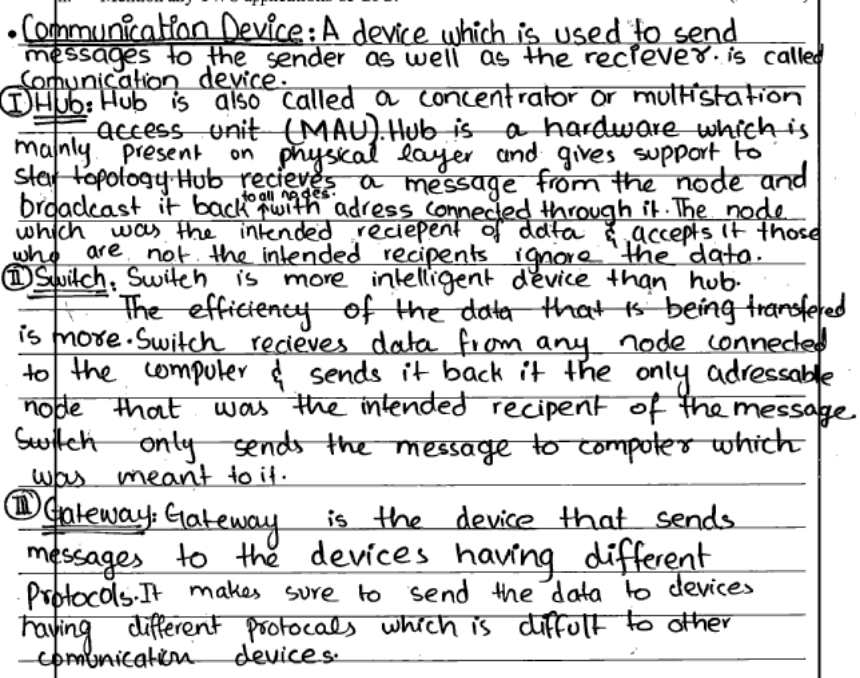 • Communication Device: A device which is used to send
messages to the sender as well as the reciever. is called
Comunication device.
I Hub: Hub is also called a concentrator or multistation
access unit (MAU). Hub is a hardware which is
mainly present on physical layer and gives support to
star topology. Hub recieves a message from the node and
broadcast it back to all nodes. with adress connected through it. The node
which was the intended reciepent of data & accepts it those
who are not the intended recipents ignore the data.
II Switch: Switch is more intelligent device than hub.
The efficiency of the data that is being transfered
is more. Switch recieves data from any node connected
to the computer & sends it back it the only adressable
node that was the intended recipent of the message.
Switch only sends the message to computer which
was meant to it.
III Gateway: Gateway is the device that sends
messages to the devices having different
Protocols. It makes sure to send the data to devices
having different protocals which is diffult to other
comunication devices.